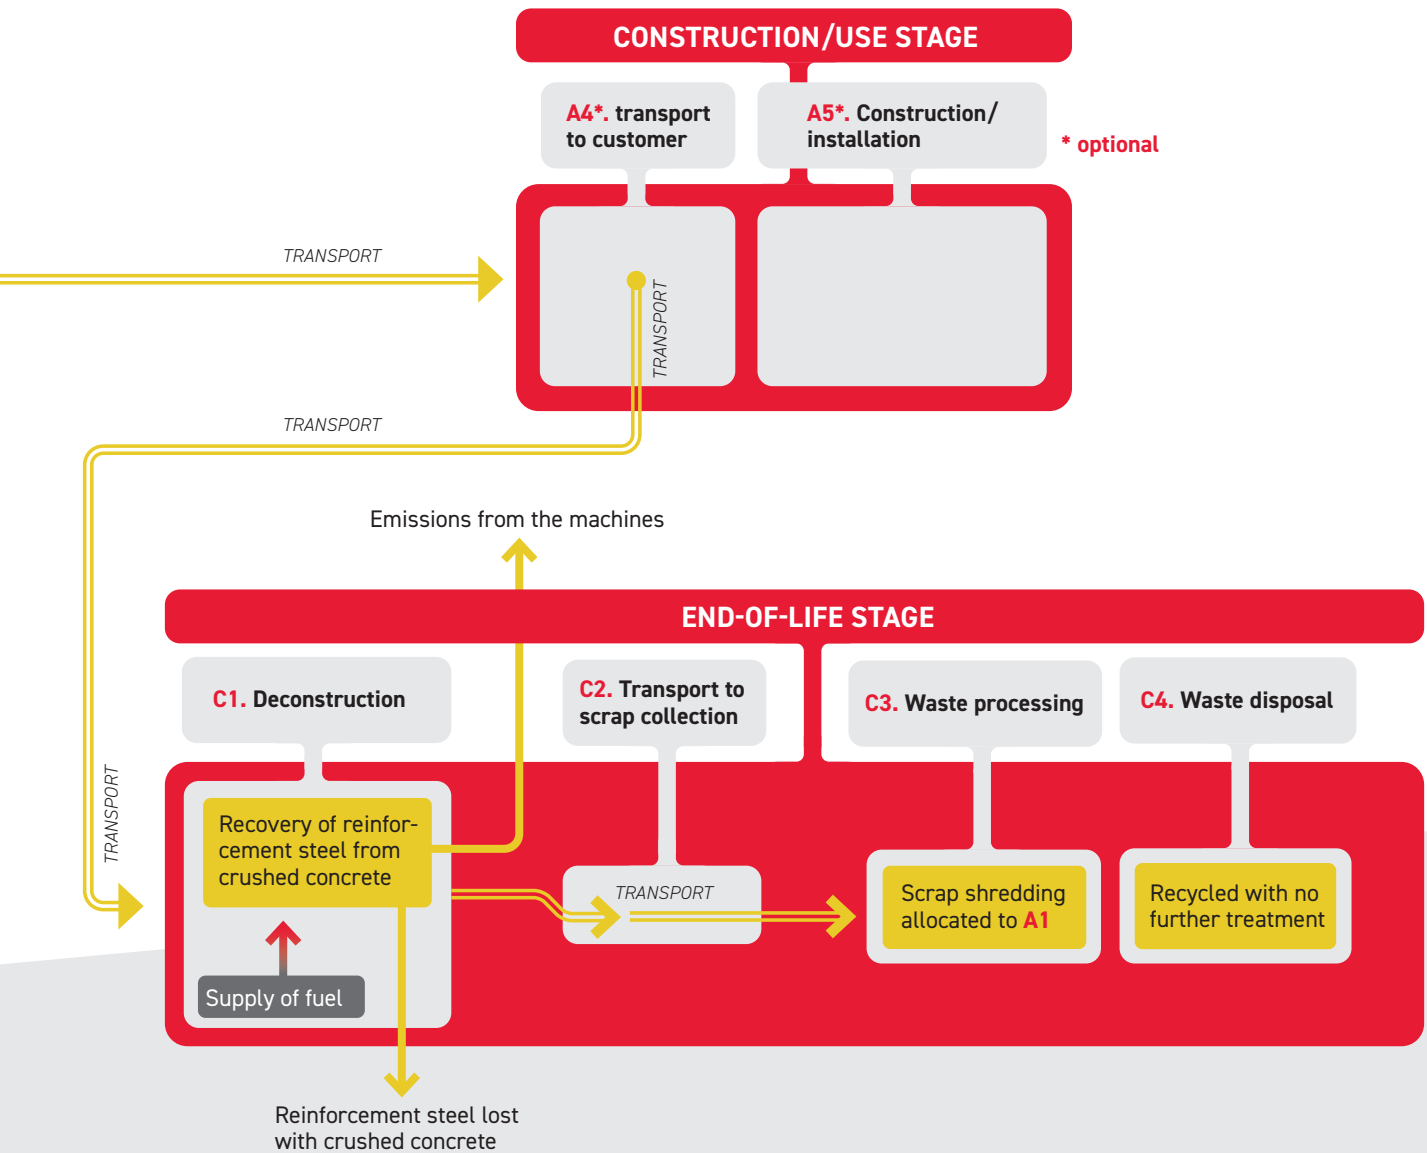 CONSTRUCTION/USE STAGE
A4*. transport
to customer
A5*. Construction/
installation
* optional
TRANSPORT
TRANSPORT
TRANSPORT
Emissions from the machines
END-OF-LIFE STAGE
C1. Deconstruction
C2. Transport to
scrap collection
C3. Waste processing
C4. Waste disposal
TRANSPORT
Recovery of reinfor-
cement steel from
crushed concrete
TRANSPORT
Scrap shredding
allocated to A1
Recycled with no
further treatment
Supply of fuel
Reinforcement steel lost
with crushed concrete